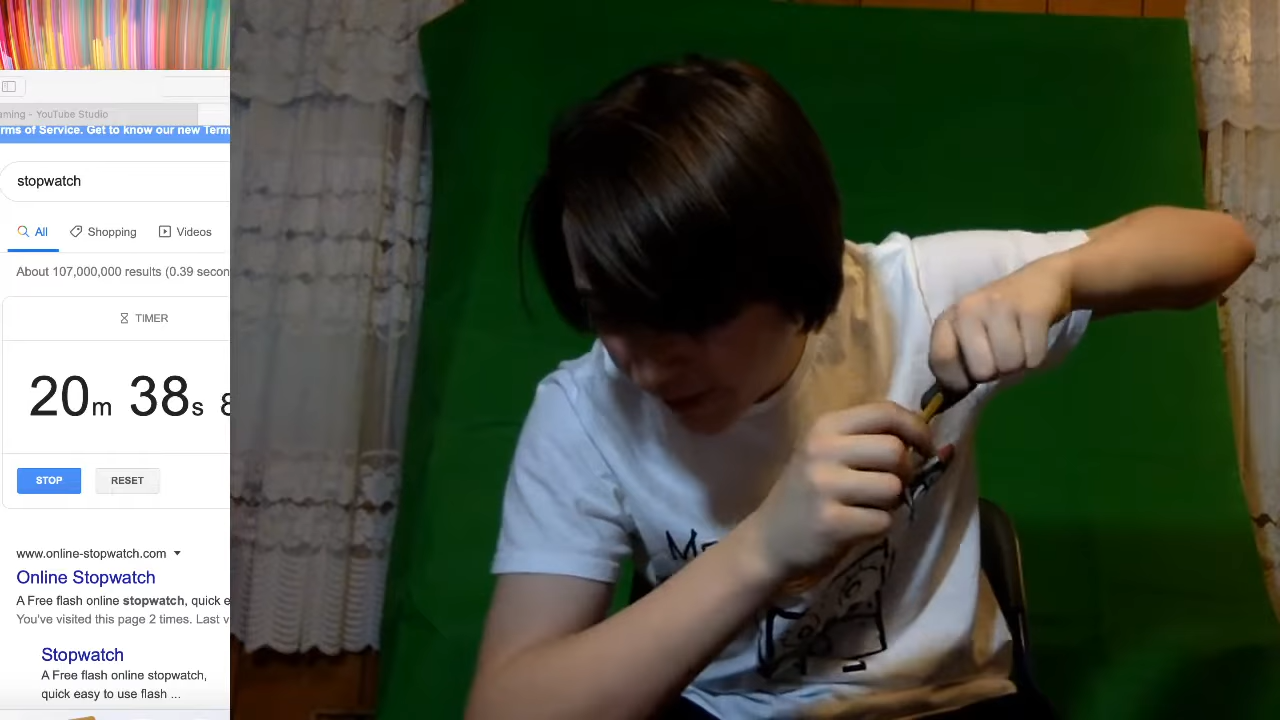 aming - YouTube Studio
rms of Service. Get to know our new Term
stopwatch
All Shopping Videos
About 107,000,000 results (0.39 secon
TIMER
20m 38s 8
STOP RESET
www.online-stopwatch.com
Online Stopwatch
A Free flash online stopwatch, quick e
You've visited this page 2 times. Last v
Stopwatch
A Free flash online stopwatch,
quick easy to use flash ...